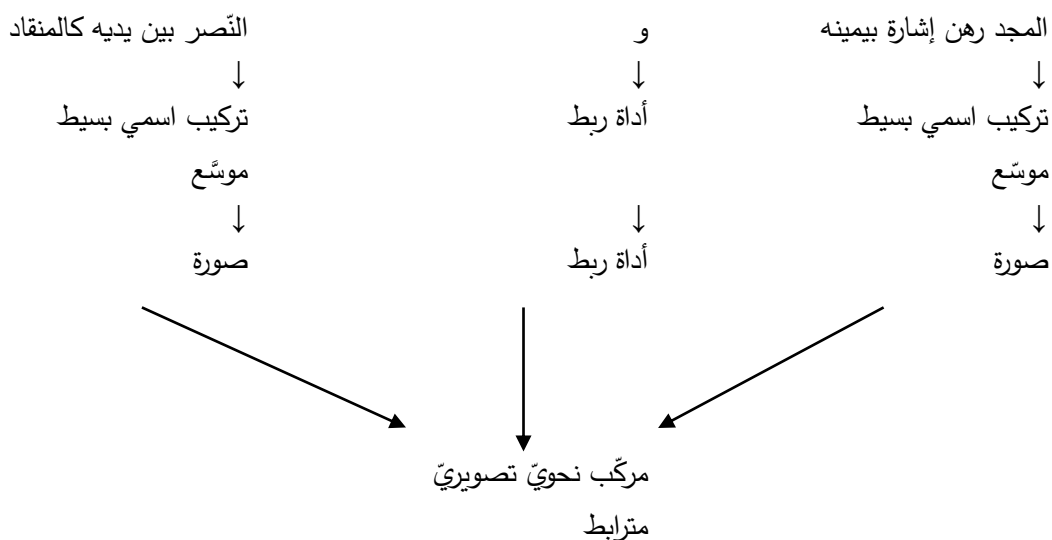 المجد رهن إشارة بيمينه و النّصر بين يديه كالمنقاد
↓ ↓ ↓
تركيب اسمي بسيط أداة ربط تركيب اسمي بسيط
موسّع موسَّع
↓ ↓ ↓
صورة أداة ربط صورة
مركّب نحويّ تصويريّ
مترابط